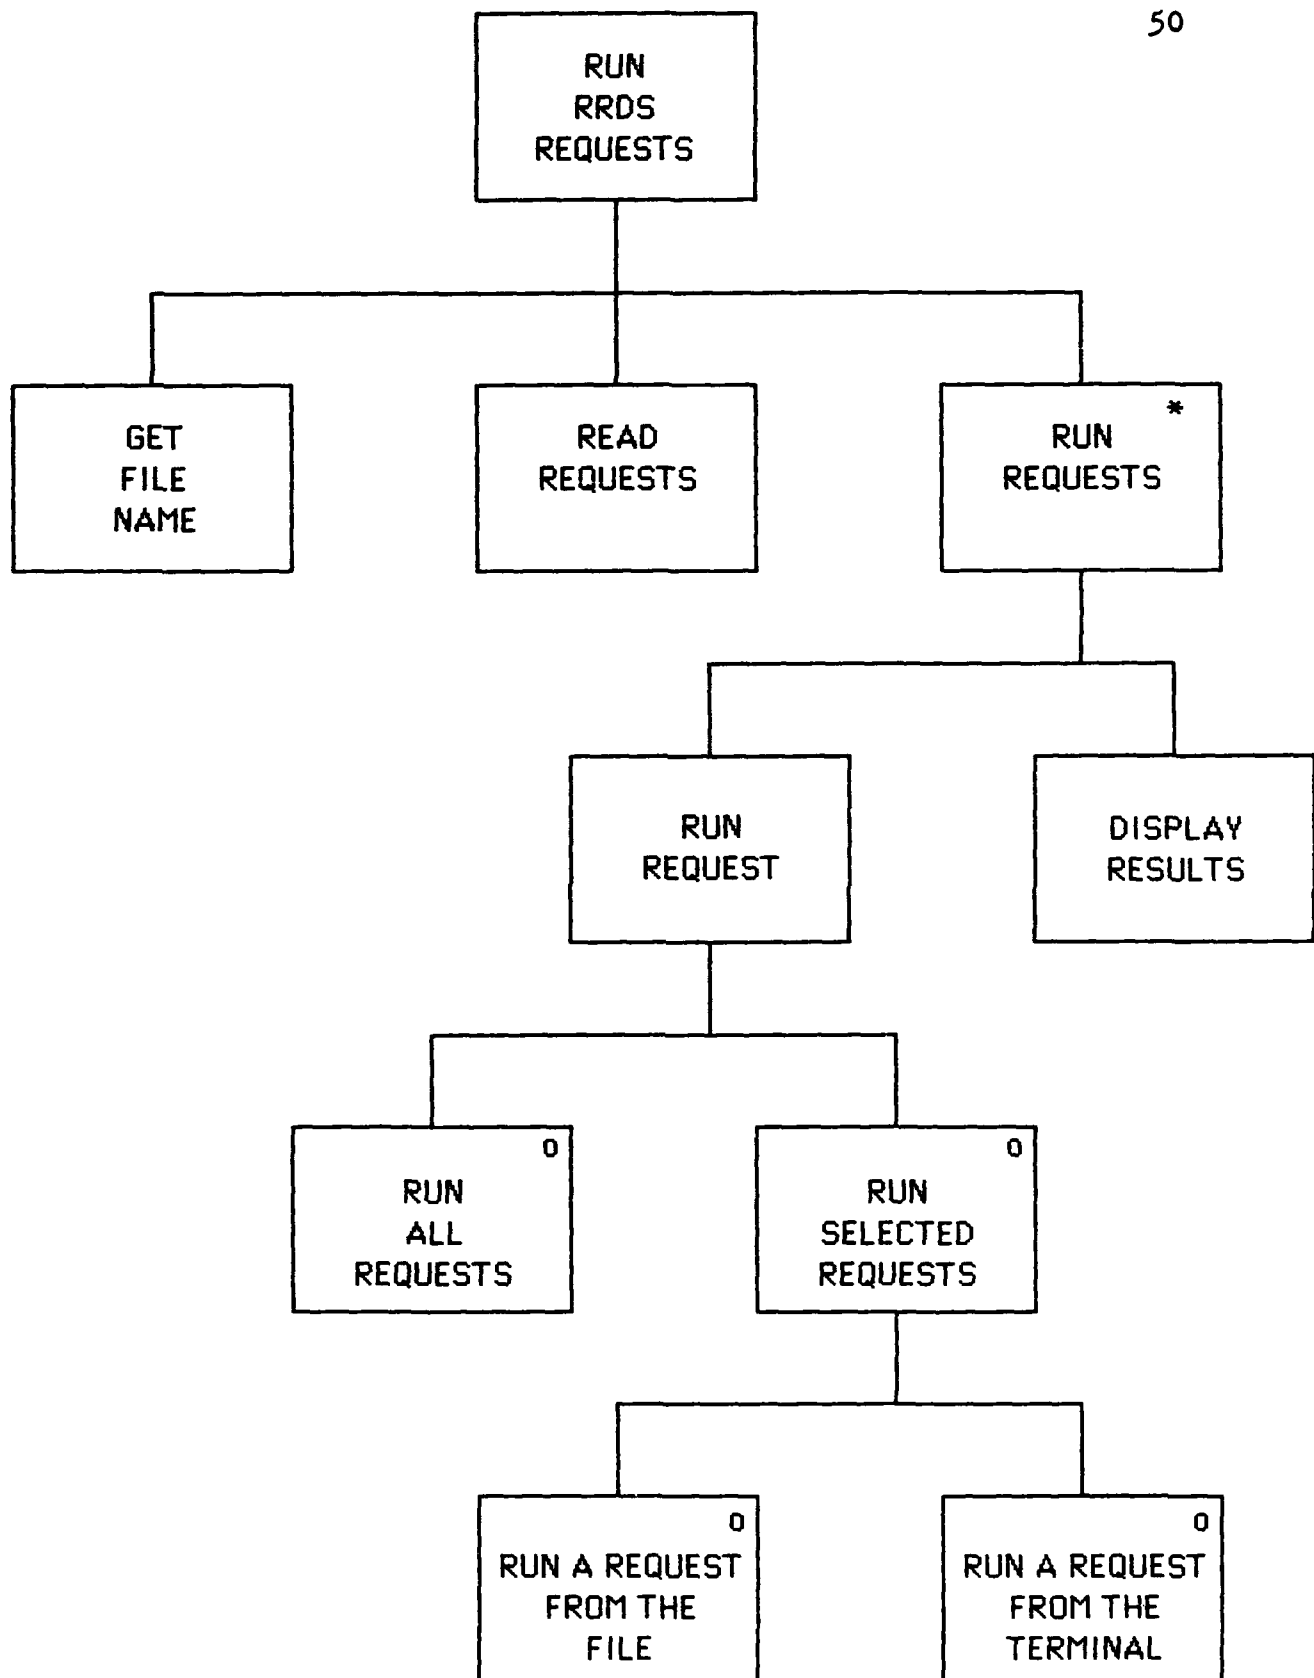 50
RUN
RRDS
REQUESTS
GET
FILE
NAME
READ
REQUESTS
*
RUN
REQUESTS
RUN
REQUEST
DISPLAY
RESULTS
O
RUN
ALL
REQUESTS
O
RUN
SELECTED
REQUESTS
O
RUN A REQUEST
FROM THE
FILE
O
RUN A REQUEST
FROM THE
TERMINAL